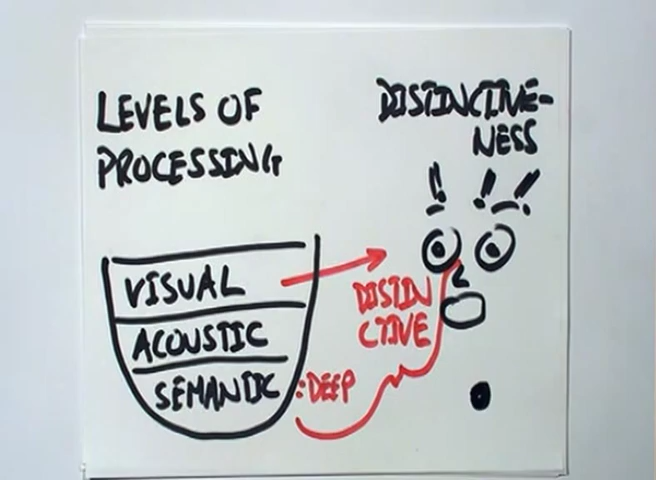 LEVELS OF
PROCESSING
DISTINCTIVE-
NESS
VISUAL
ACOUSTIC
SEMANTIC
:DEEP
DISTIN
CTIVE